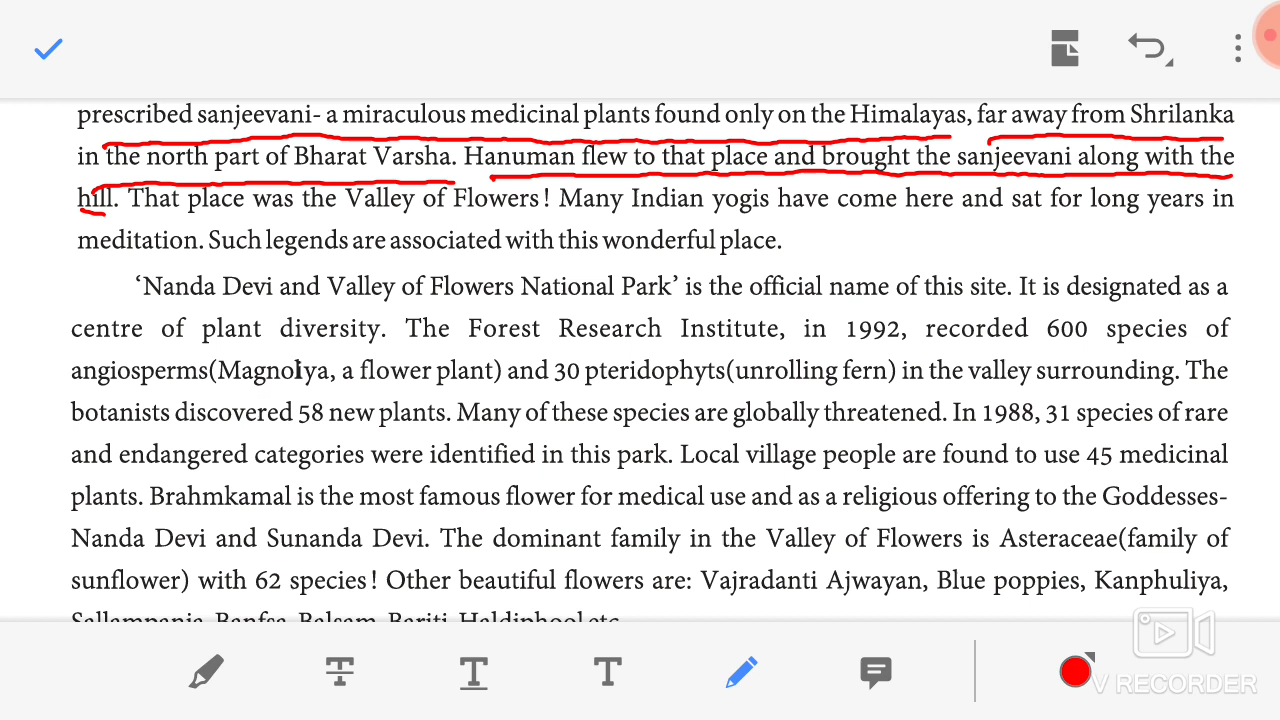 prescribed sanjeevani- a miraculous medicinal plants found only on the Himalayas, far away from Shrilanka
in the north part of Bharat Varsha. Hanuman flew to that place and brought the sanjeevani along with the
hill. That place was the Valley of Flowers! Many Indian yogis have come here and sat for long years in
meditation. Such legends are associated with this wonderful place.
‘Nanda Devi and Valley of Flowers National Park’ is the official name of this site. It is designated as a
centre of plant diversity. The Forest Research Institute, in 1992, recorded 600 species of
angiosperms(Magnoliya, a flower plant) and 30 pteridophyts(unrolling fern) in the valley surrounding. The
botanists discovered 58 new plants. Many of these species are globally threatened. In 1988, 31 species of rare
and endangered categories were identified in this park. Local village people are found to use 45 medicinal
plants. Brahmkamal is the most famous flower for medical use and as a religious offering to the Goddesses-
Nanda Devi and Sunanda Devi. The dominant family in the Valley of Flowers is Asteraceae(family of
sunflower) with 62 species! Other beautiful flowers are: Vajradanti Ajwayan, Blue poppies, Kanphuliya,
Banfsa, Balsam, Haldiphool etc
T T T
V RECORDER